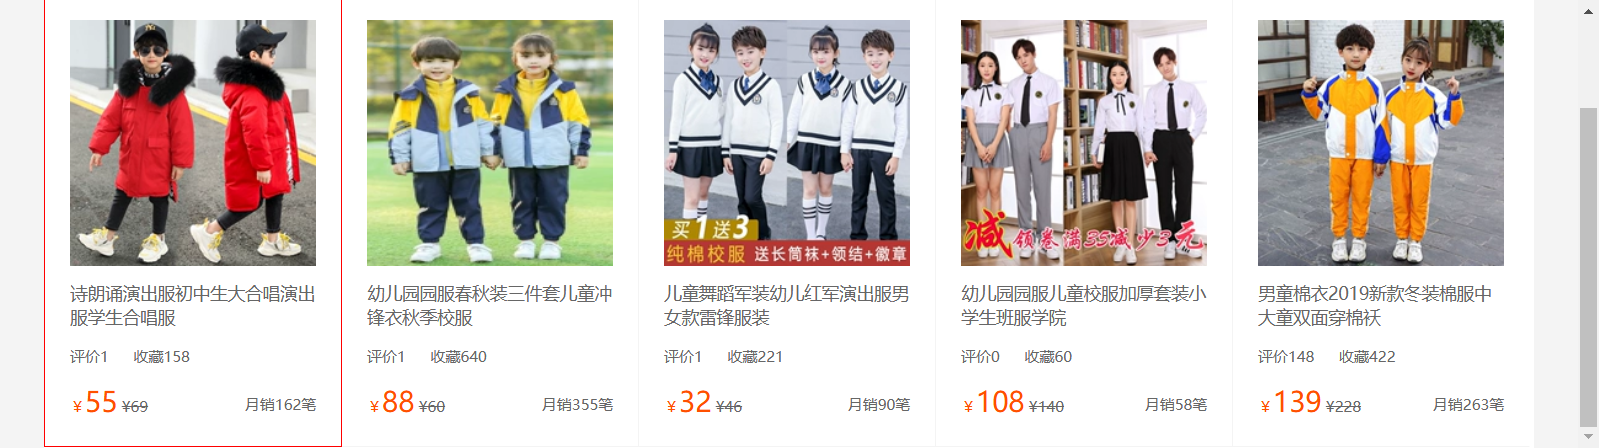 买1送3
纯棉校服 送长筒袜+领结+徽章
减领卷满35减少3元
诗朗诵演出服初中生大合唱演出
服学生合唱服
评价1 收藏158
¥55 ¥69 月销162笔
幼儿园园服春秋装三件套儿童冲
锋衣秋季校服
评价1 收藏640
¥88 ¥60 月销355笔
儿童舞蹈军装幼儿红军演出服男
女款雷锋服装
评价1 收藏221
¥32 ¥46 月销90笔
幼儿园园服儿童校服加厚套装小
学生班服学院
评价0 收藏60
¥108 ¥140 月销58笔
男童棉衣2019新款冬装棉服中
大童双面穿棉袄
评价148 收藏422
¥139 ¥228 月销263笔